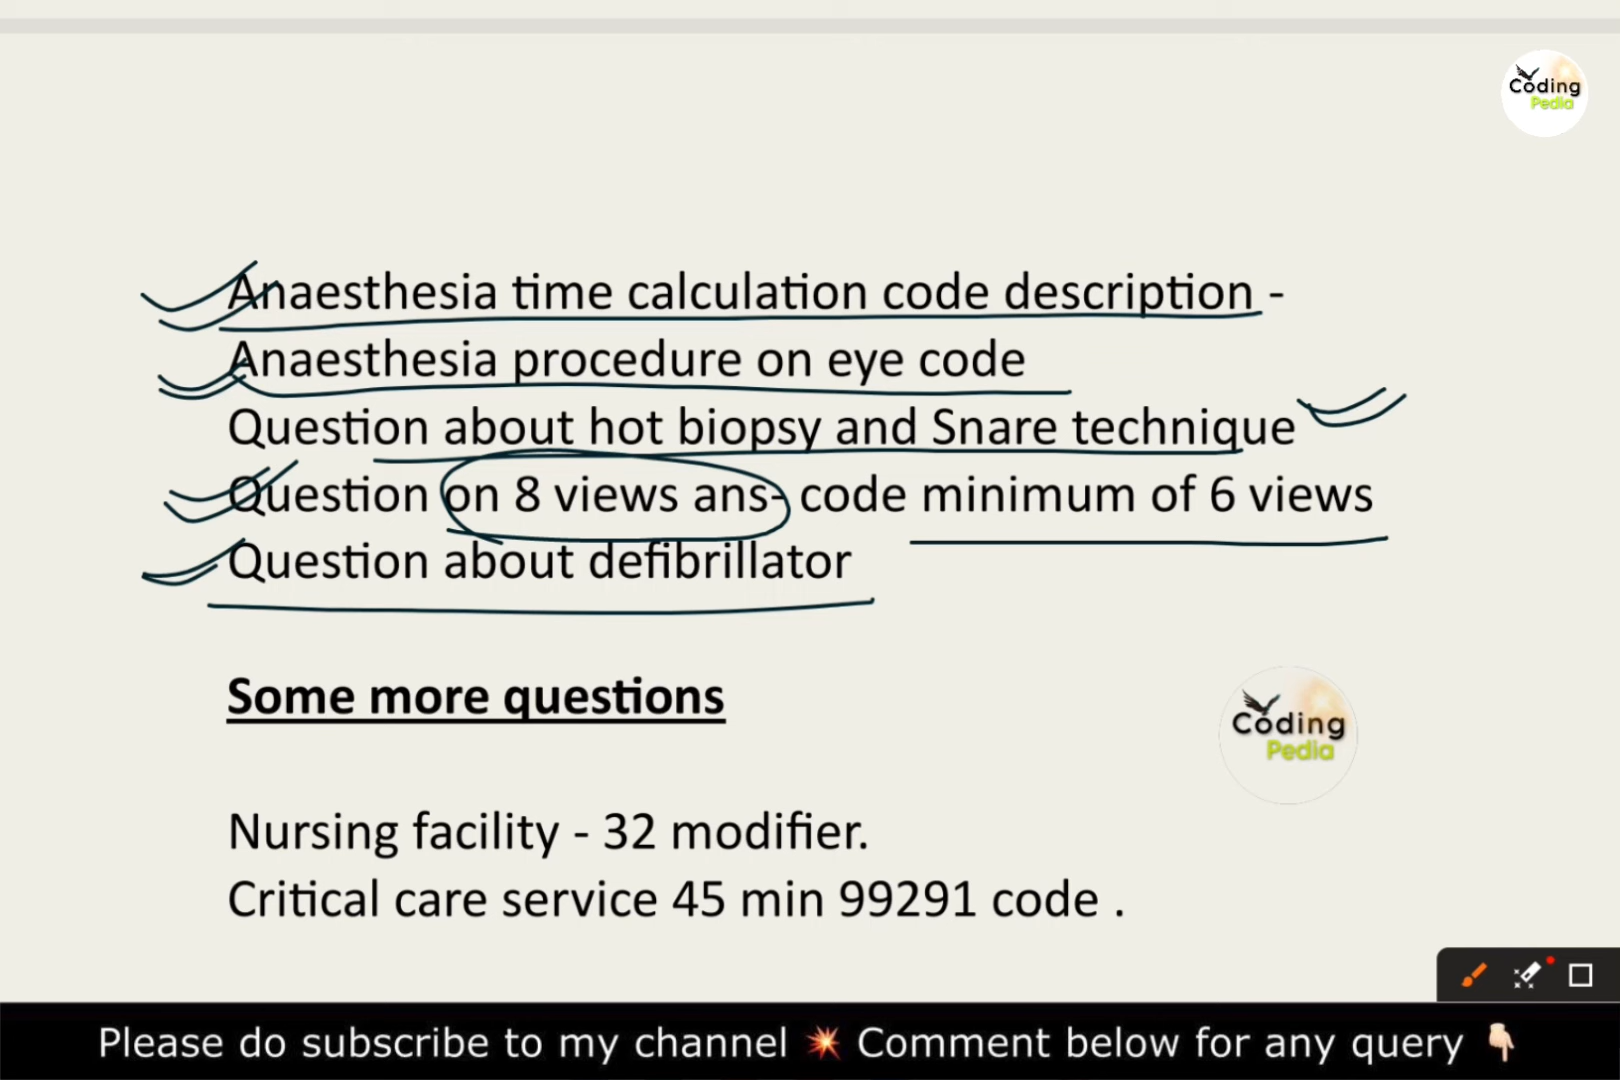 Coding
Pedia
Anaesthesia time calculation code description -
Anaesthesia procedure on eye code
Question about hot biopsy and Snare technique
Question on 8 views ans- code minimum of 6 views
Question about defibrillator
Some more questions
Coding
Pedia
Nursing facility - 32 modifier.
Critical care service 45 min 99291 code .
Please do subscribe to my channel 💥 Comment below for any query 👇🏻